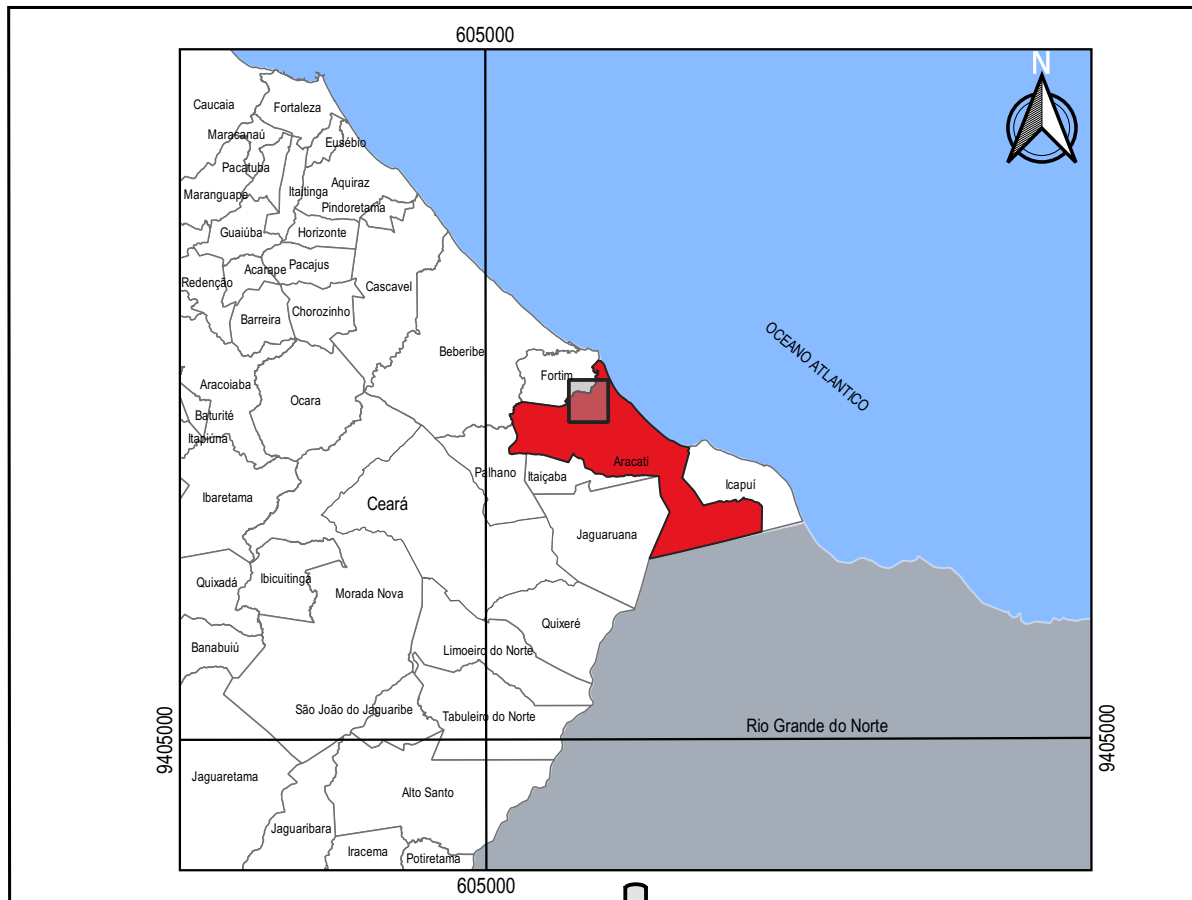 605000
N
Caucaia
Fortaleza
Maracanaú
Eusébio
Pacatuba
Maranguape
Itaitinga
Aquiraz
Pindoretama
Guaiúba
Horizonte
Acarape
Pacajus
Redenção
Cascavel
Chorozinho
Barreira
OCEANO ATLANTICO
Beberibe
Fortim
Aracoiaba
Ocara
Baturité
Itapiúna
Aracati
Palhano
Itaiçaba
Icapuí
Ibaretama
Ceará
Jaguaruana
Quixadá
Ibicuitinga
Morada Nova
Quixeré
Banabuiú
Limoeiro do Norte
São João do Jaguaribe
Tabuleiro do Norte
Rio Grande do Norte
9405000
9405000
Jaguaretama
Alto Santo
Jaguaribara
Iracema
Potiretama
605000